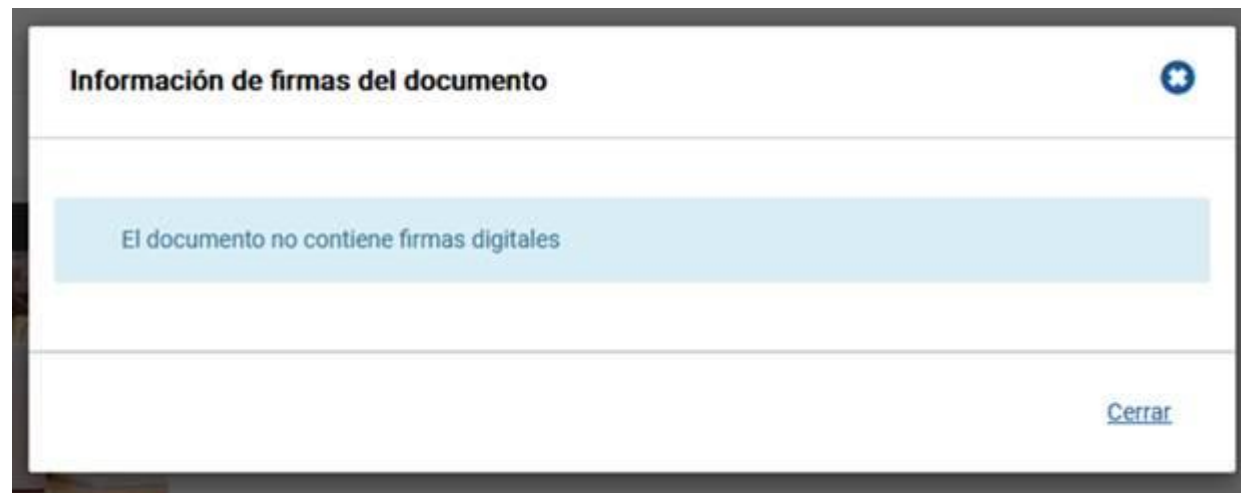 Información de firmas del documento
El documento no contiene firmas digitales
Cerrar